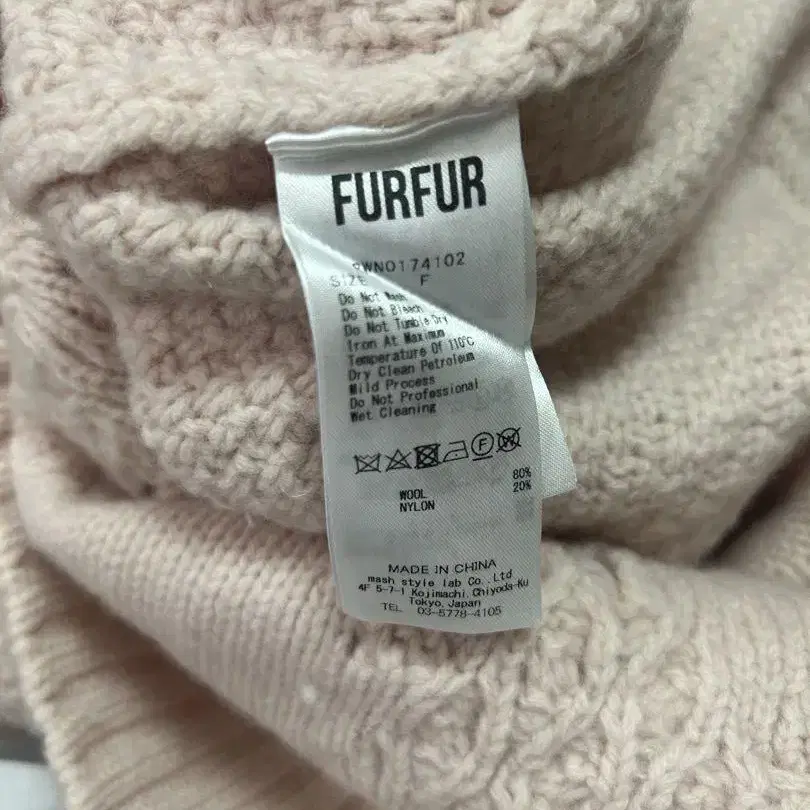 FURFUR
RWNO174102
SIZE F
Do Not Wash
Do Not Bleach
Do Not Tumble Dry
Iron At Maximum
Temperature Of 110℃
Dry Clean Petroleum
Mild Process
Do Not Professional
Wet Cleaning
F W
WOOL 80%
NYLON 20%
MADE IN CHINA
mash style lab Co.,Ltd
4F 5-7-1 Kojimachi,Chiyoda-Ku
Tokyo,Japan
TEL 03-5778-4105